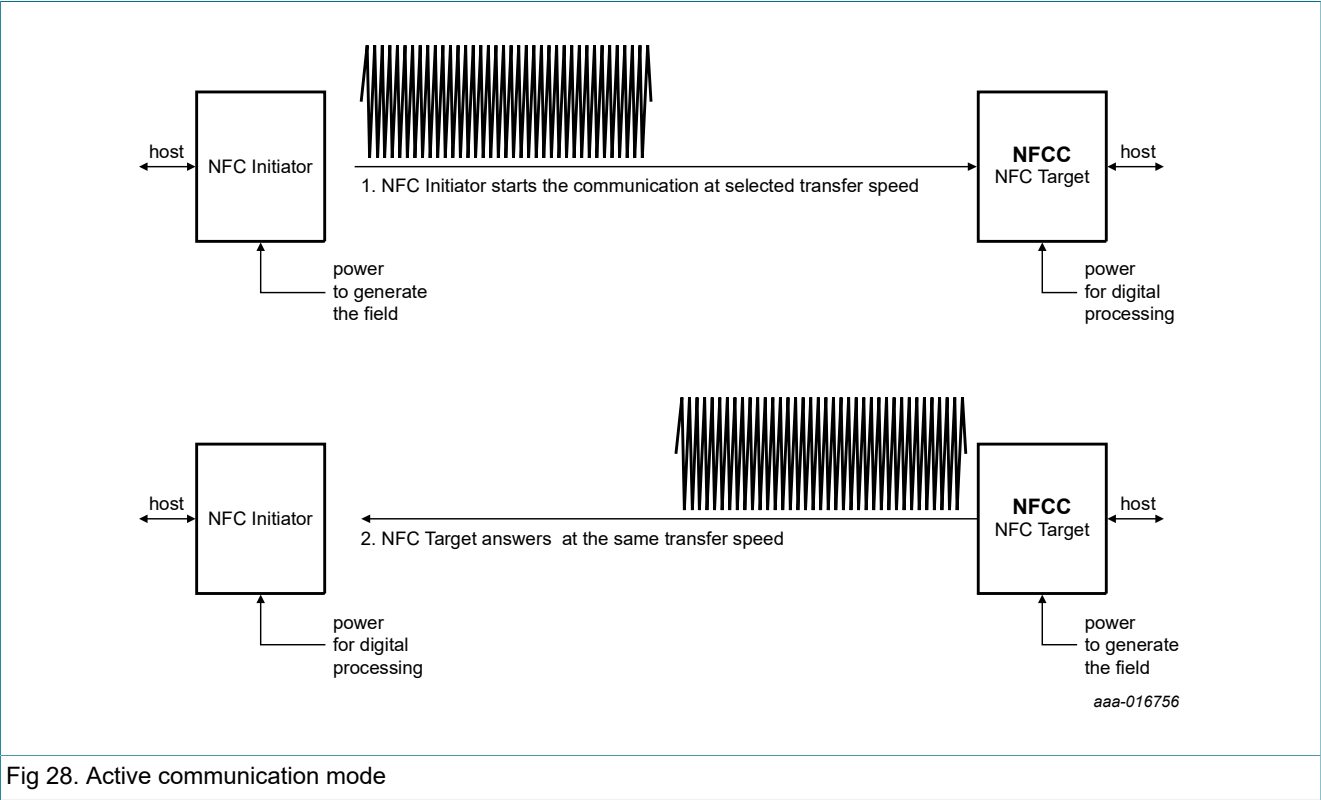 host
NFC Initiator
1. NFC Initiator starts the communication at selected transfer speed
NFCC
NFC Target
host
power
to generate
the field
power
for digital
processing
host
NFC Initiator
2. NFC Target answers  at the same transfer speed
NFCC
NFC Target
host
power
for digital
processing
power
to generate
the field
aaa-016756
Fig 28. Active communication mode